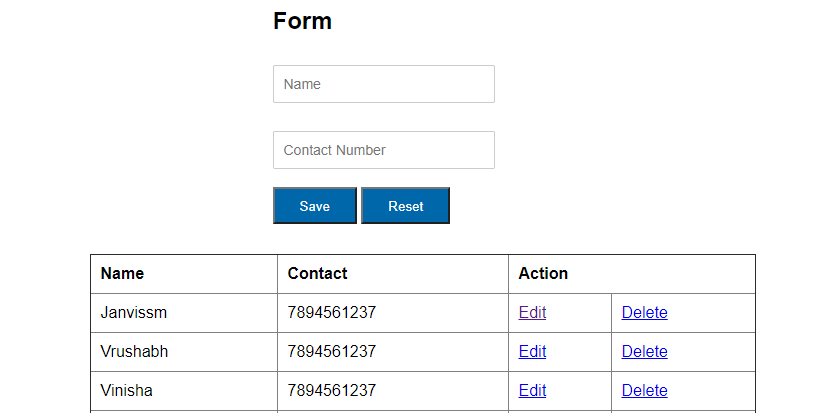 Form
Name
Contact Number
Save Reset
Name Contact Action
Janvissm 7894561237 Edit Delete
Vrushabh 7894561237 Edit Delete
Vinisha 7894561237 Edit Delete